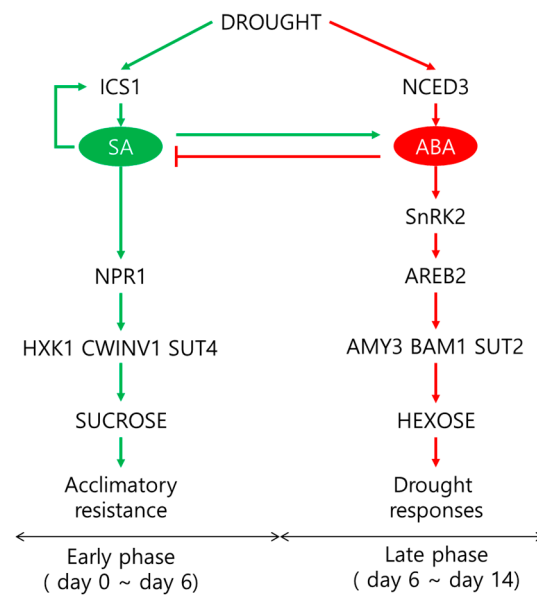 DROUGHT
ICS1
NCED3
SA
ABA
SnRK2
NPR1
AREB2
HXK1 CWINV1 SUT4
AMY3 BAM1 SUT2
SUCROSE
HEXOSE
Acclimatory
resistance
Drought
responses
Early phase
( day 0 ~ day 6)
Late phase
( day 6 ~ day 14)